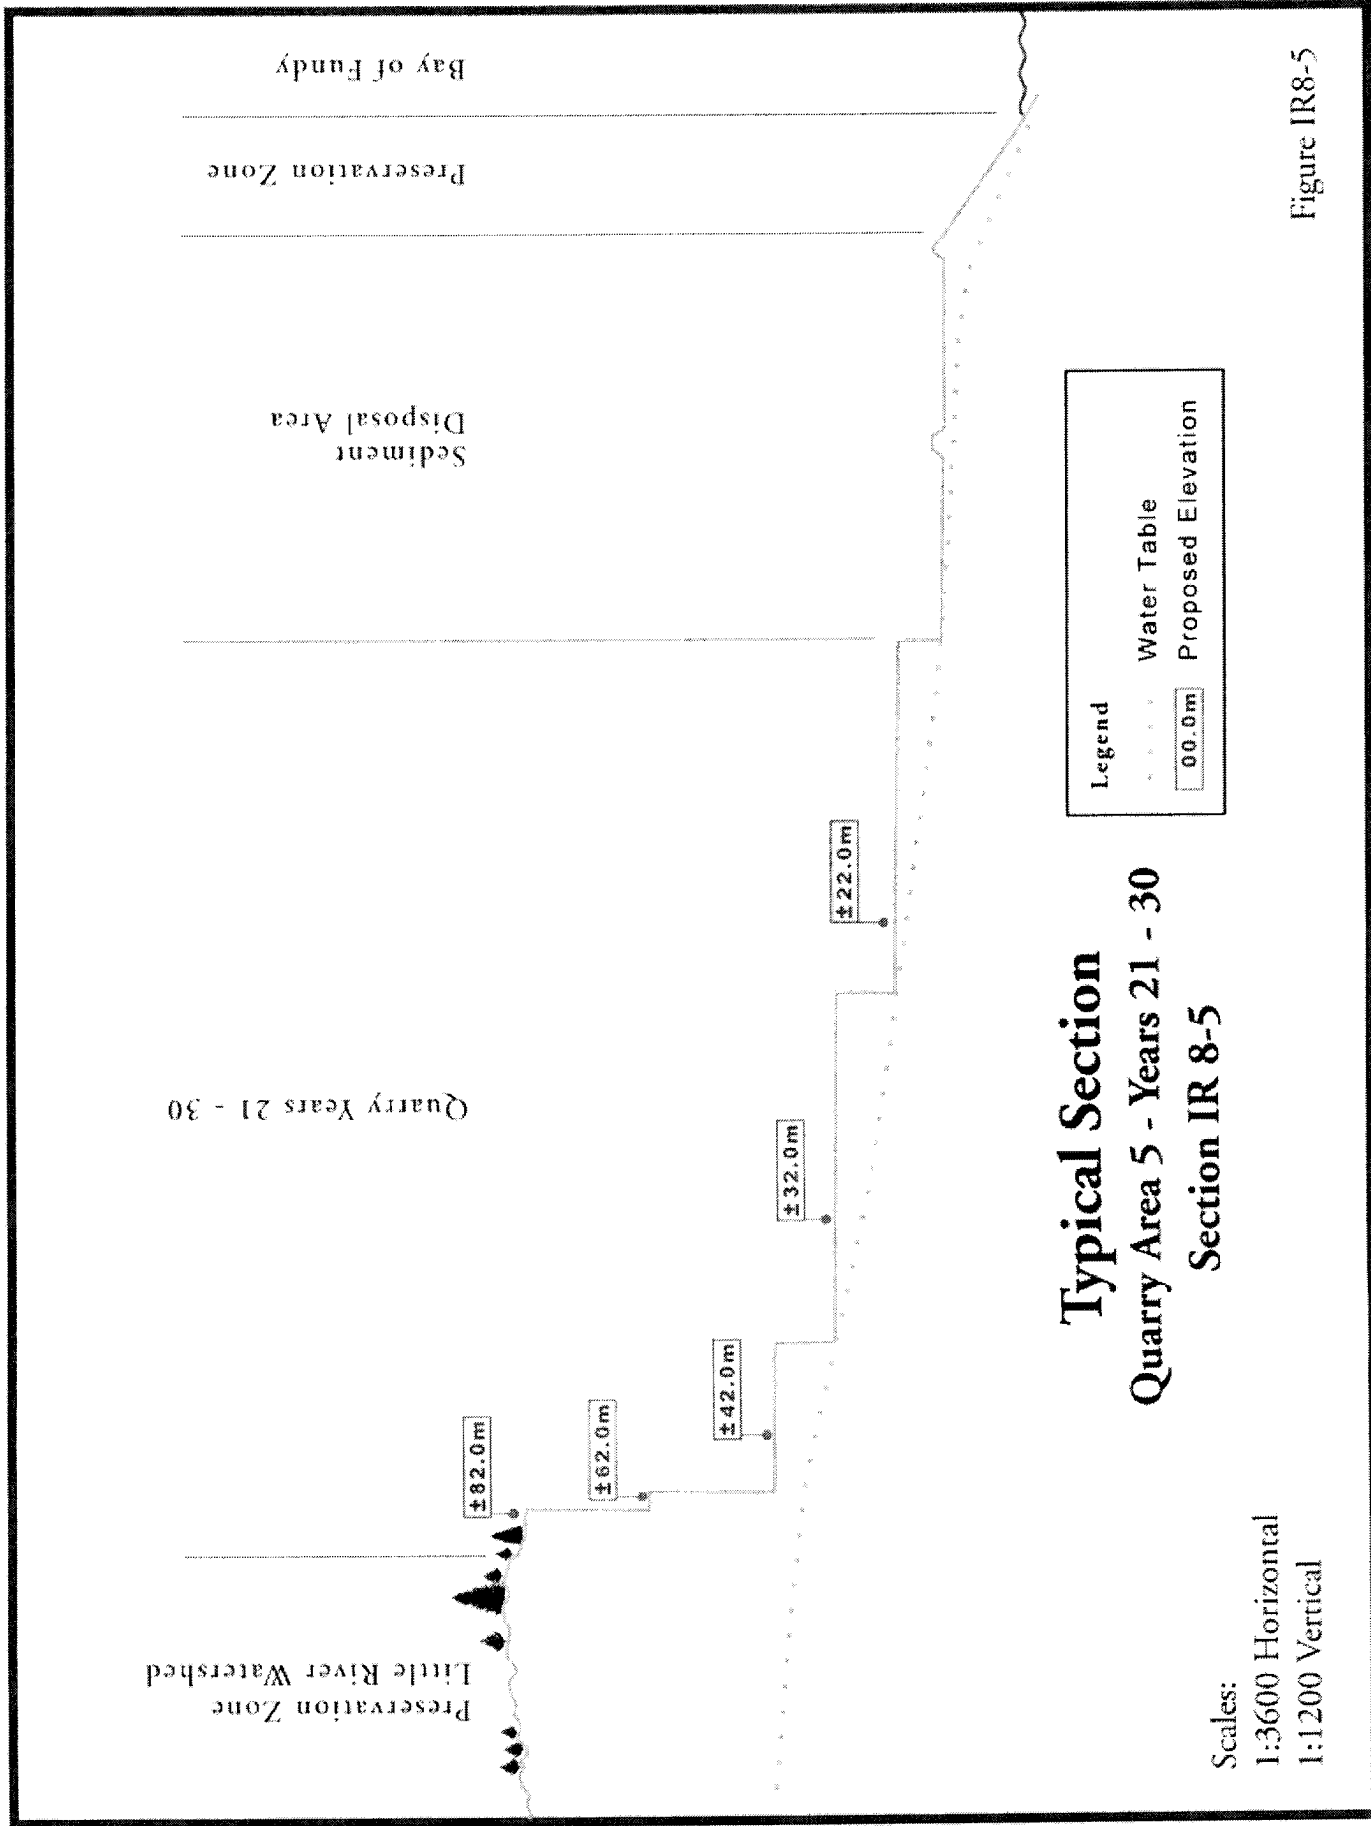 Preservation Zone
Little River Watershed
Quarry Years 21 - 30
Sediment
Disposal Area
Preservation Zone
Bay of Fundy
±82.0m
±62.0m
±42.0m
±32.0m
±22.0m
Typical Section
Quarry Area 5 - Years 21 - 30
Section IR 8-5
Legend
Water Table
00.0m Proposed Elevation
Scales:
1:3600 Horizontal
1:1200 Vertical
Figure IR8-5